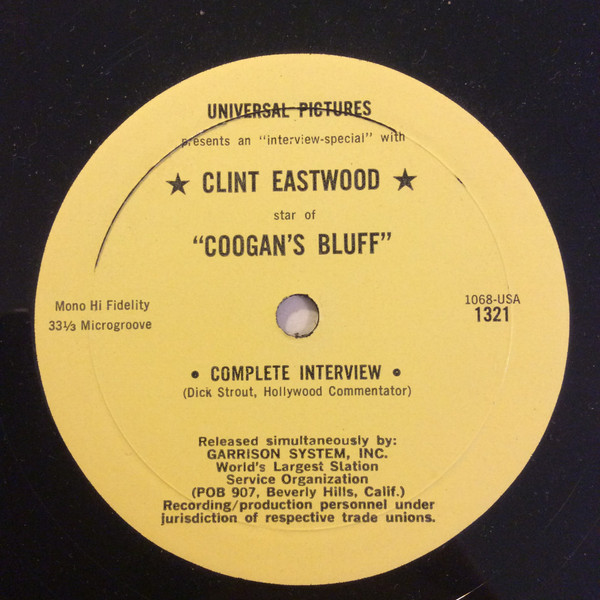 UNIVERSAL PICTURES
presents an "interview-special" with
★ CLINT EASTWOOD ★
star of
"COOGAN'S BLUFF"
Mono Hi Fidelity
33⅓ Microgroove
1068-USA
1321
• COMPLETE INTERVIEW •
(Dick Strout, Hollywood Commentator)
Released simultaneously by:
GARRISON SYSTEM, INC.
World's Largest Station
Service Organization
(POB 907, Beverly Hills, Calif.)
Recording/production personnel under
jurisdiction of respective trade unions.